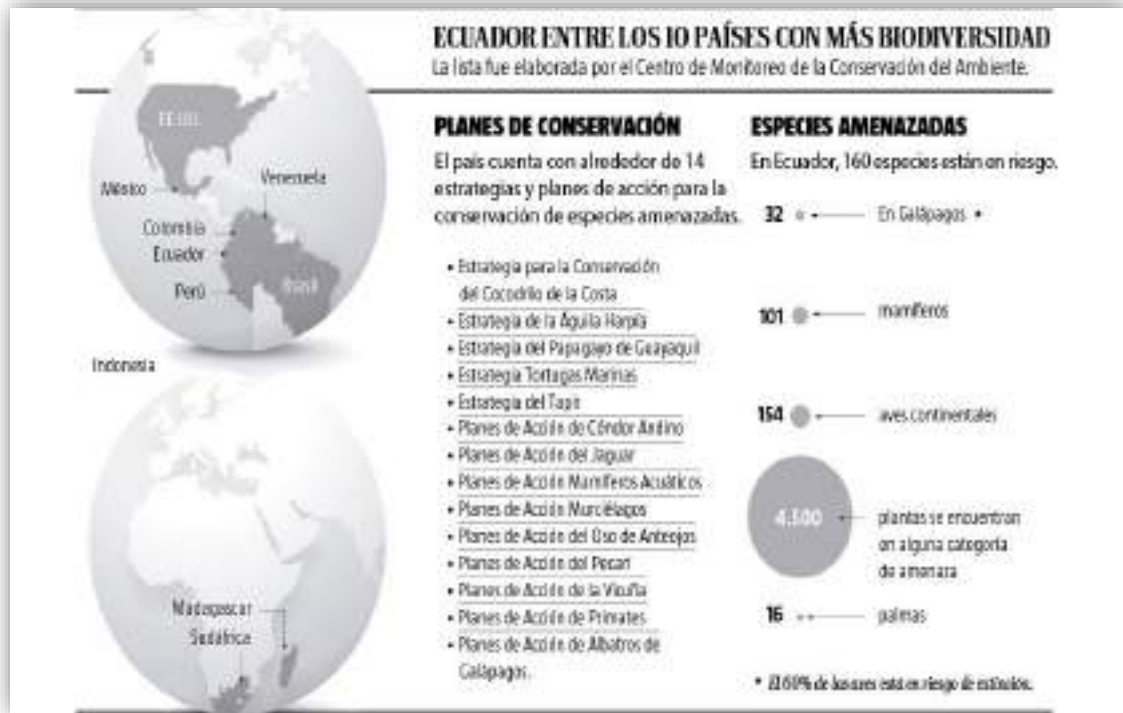 ECUADOR ENTRE LOS 10 PAÍSES CON MÁS BIODIVERSIDAD
La lista fue elaborada por el Centro de Monitoreo de la Conservación del Ambiente.
EE.UU.
México
Venezuela
Colombia
Ecuador
Perú
Brasil
Indonesia
Madagascar
Sudáfrica
PLANES DE CONSERVACIÓN
El país cuenta con alrededor de 14
estrategias y planes de acción para la
conservación de especies amenazadas.
• Estrategia para la Conservación
del Cocodrilo de la Costa
• Estrategia de la Águila Harpía
• Estrategia del Papagayo de Guayaquil
• Estrategia Tortugas Marinas
• Estrategia del Tapir
• Planes de Acción de Cóndor Andino
• Planes de Acción del Jaguar
• Planes de Acción Mamíferos Acuáticos
• Planes de Acción Murciélagos
• Planes de Acción del Oso de Anteojos
• Planes de Acción del Pecarí
• Planes de Acción de la Vicuña
• Planes de Acción de Primates
• Planes de Acción de Albatros de
Galápagos.
ESPECIES AMENAZADAS
En Ecuador, 160 especies están en riesgo.
32 En Galápagos *
101 mamíferos
154 aves continentales
4.500 plantas se encuentran
en alguna categoría
de amenaza
16 palmas
* El 60% de las aves está en riesgo de extinción.